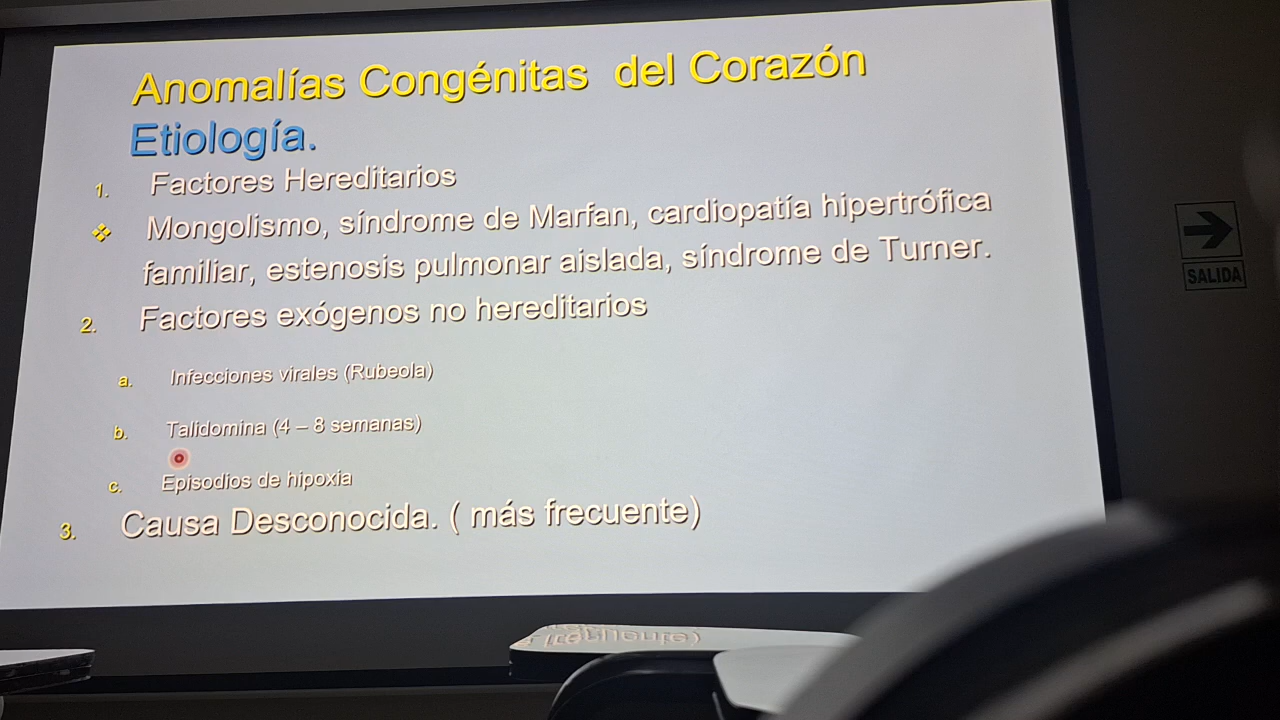 Anomalías Congénitas del Corazón
Etiología.
1. Factores Hereditarios
❖ Mongolismo, síndrome de Marfan, cardiopatía hipertrófica
familiar, estenosis pulmonar aislada, síndrome de Turner.
2. Factores exógenos no hereditarios
a. Infecciones virales (Rubeola)
b. Talidomina (4 – 8 semanas)
c. Episodios de hipoxia
3. Causa Desconocida. ( más frecuente)
SALIDA